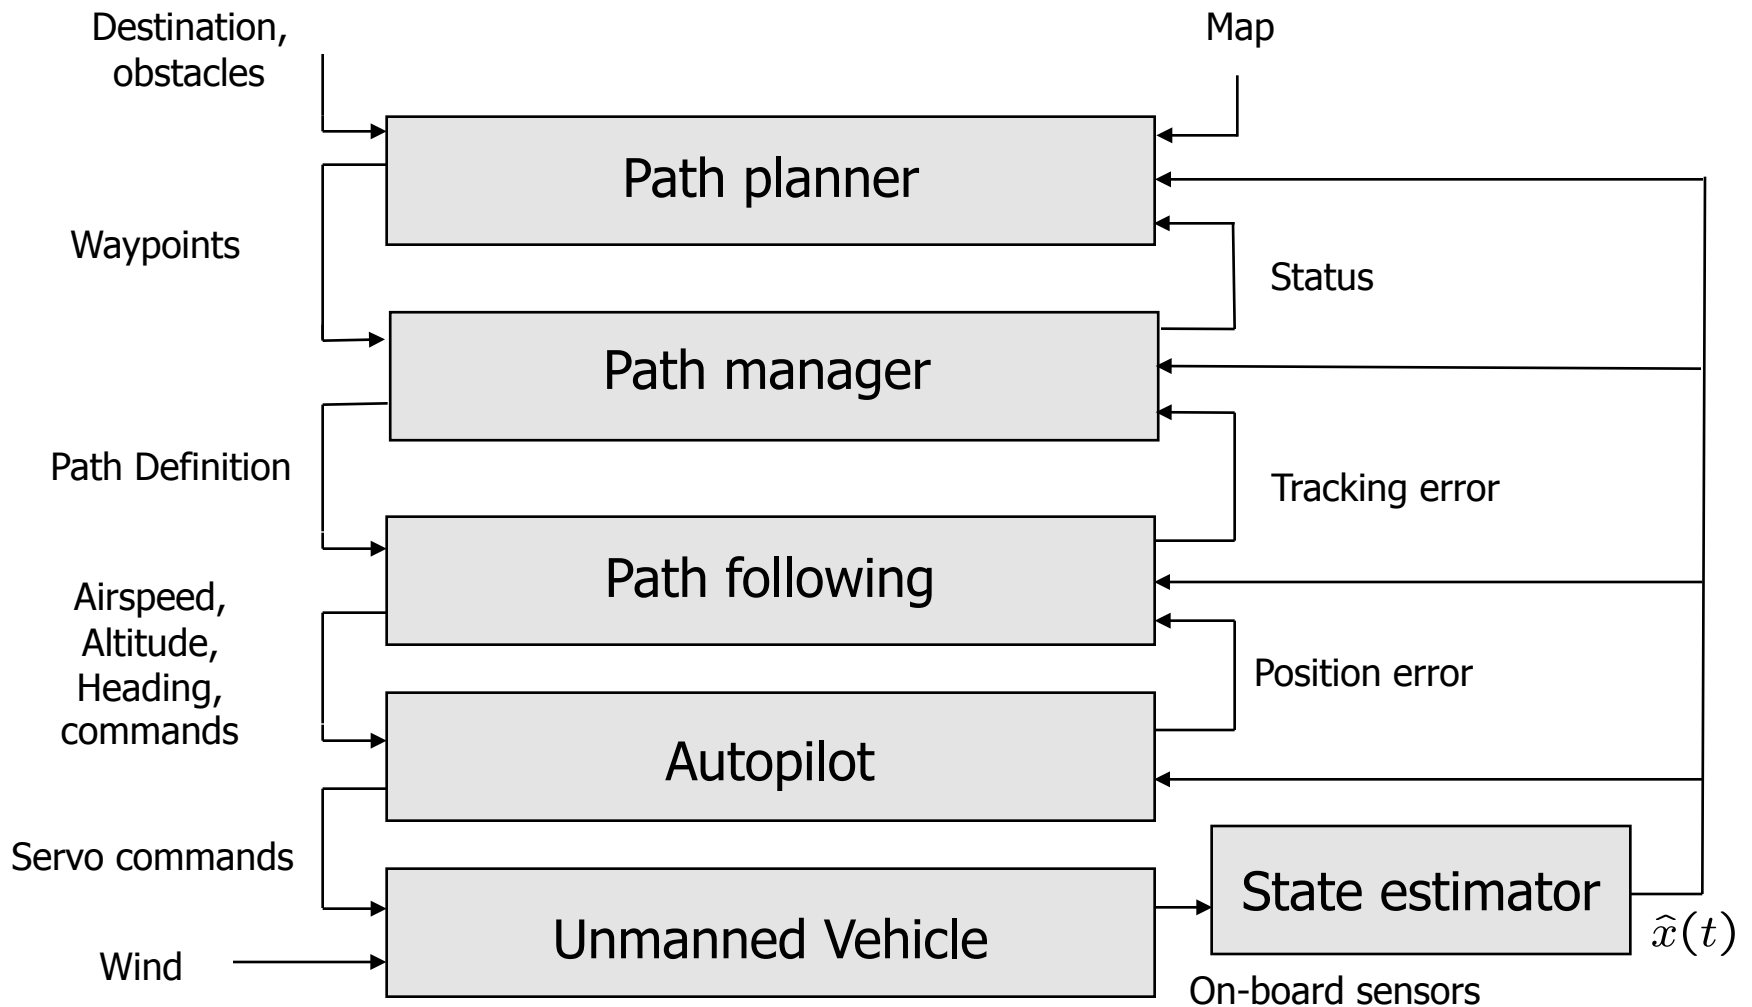 Destination,
obstacles
Map
Path planner
Waypoints
Status
Path manager
Path Definition
Tracking error
Path following
Airspeed,
Altitude,
Heading,
commands
Position error
Autopilot
Servo commands
State estimator
Unmanned Vehicle
x̂(t)
Wind
On-board sensors